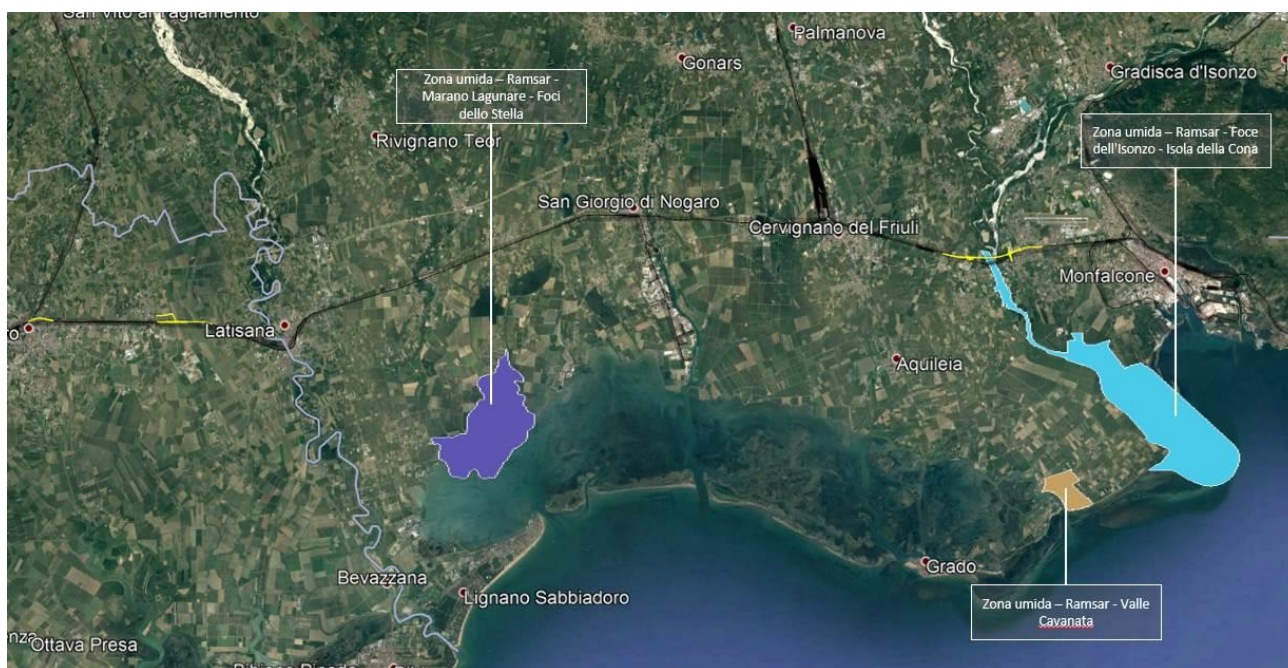 San Vito al Tagliamento
Palmanova
Gonars
Gradisca d'Isonzo
Zona umida – Ramsar -
Marano Lagunare - Foci
dello Stella
Zona umida – Ramsar - Foce
dell'Isonzo - Isola della Cona
Rivignano Teor
San Giorgio di Nogaro
Cervignano del Friuli
Monfalcone
Latisana
ro
Aquileia
Grado
Bevazzana
Lignano Sabbiadoro
Zona umida – Ramsar - Valle
Cavanata
enza
Ottava Presa